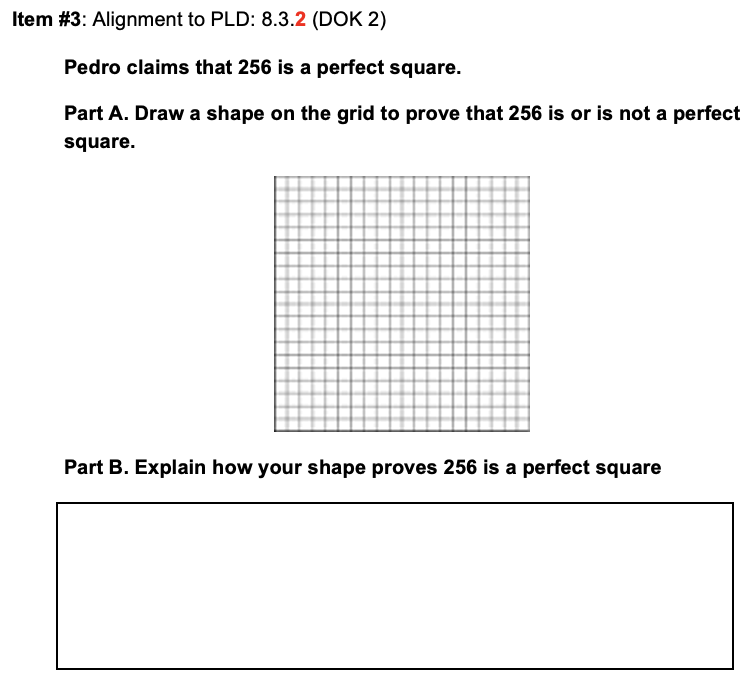 Item #3: Alignment to PLD: 8.3.2 (DOK 2)
Pedro claims that 256 is a perfect square.
Part A. Draw a shape on the grid to prove that 256 is or is not a perfect
square.
Part B. Explain how your shape proves 256 is a perfect square